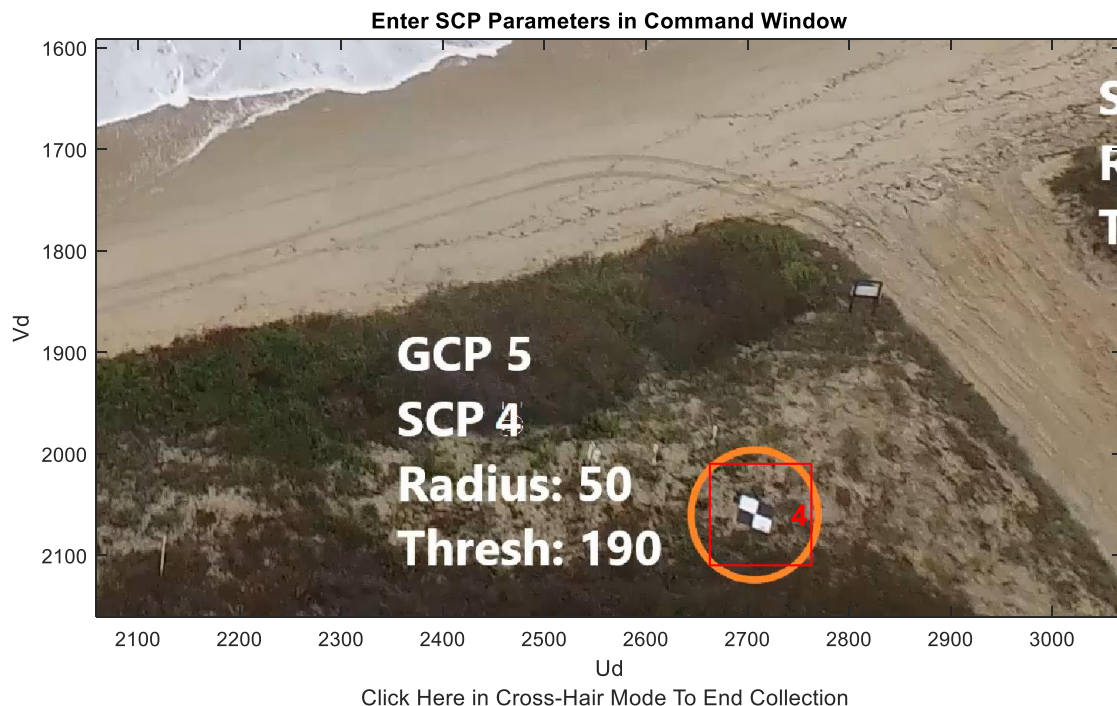 Enter SCP Parameters in Command Window
1600
1700
1800
1900
2000
2100
Vd
S
R
T
GCP 5
SCP 4
Radius: 50
Thresh: 190
4
2100 2200 2300 2400 2500 2600 2700 2800 2900 3000
Ud
Click Here in Cross-Hair Mode To End Collection